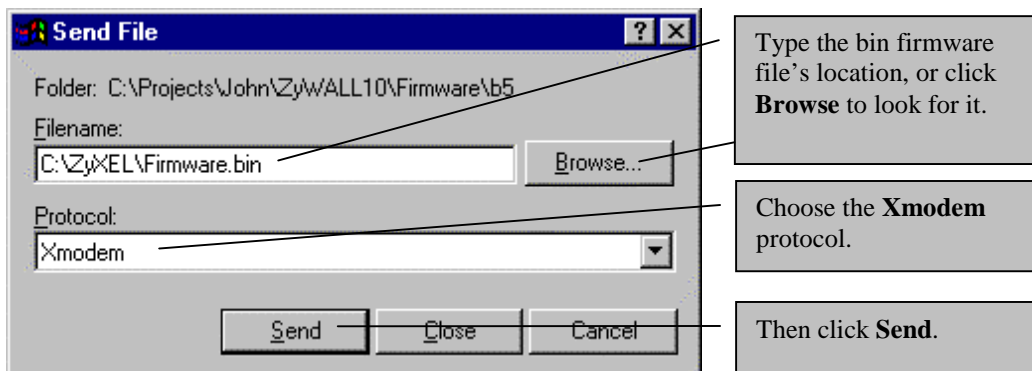 Send File
Folder: C:\Projects\John\ZyWALL10\Firmware\b5
Filename:
C:\ZyXEL\Firmware.bin
Browse...
Protocol:
Xmodem
Send
Close
Cancel
Type the bin firmware
file's location, or click
Browse to look for it.
Choose the Xmodem
protocol.
Then click Send.